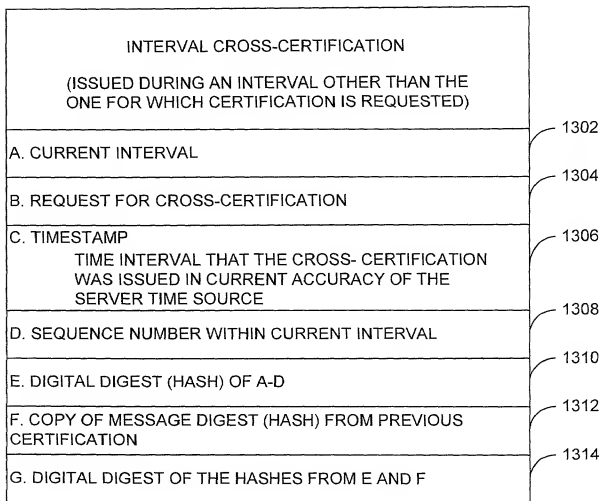 INTERVAL CROSS-CERTIFICATION
(ISSUED DURING AN INTERVAL OTHER THAN THE
ONE FOR WHICH CERTIFICATION IS REQUESTED)
1302
A. CURRENT INTERVAL
1304
B. REQUEST FOR CROSS-CERTIFICATION
1306
C. TIMESTAMP
TIME INTERVAL THAT THE CROSS- CERTIFICATION
WAS ISSUED IN CURRENT ACCURACY OF THE
SERVER TIME SOURCE
1308
D. SEQUENCE NUMBER WITHIN CURRENT INTERVAL
1310
E. DIGITAL DIGEST (HASH) OF A-D
1312
F. COPY OF MESSAGE DIGEST (HASH) FROM PREVIOUS
CERTIFICATION
1314
G. DIGITAL DIGEST OF THE HASHES FROM E AND F